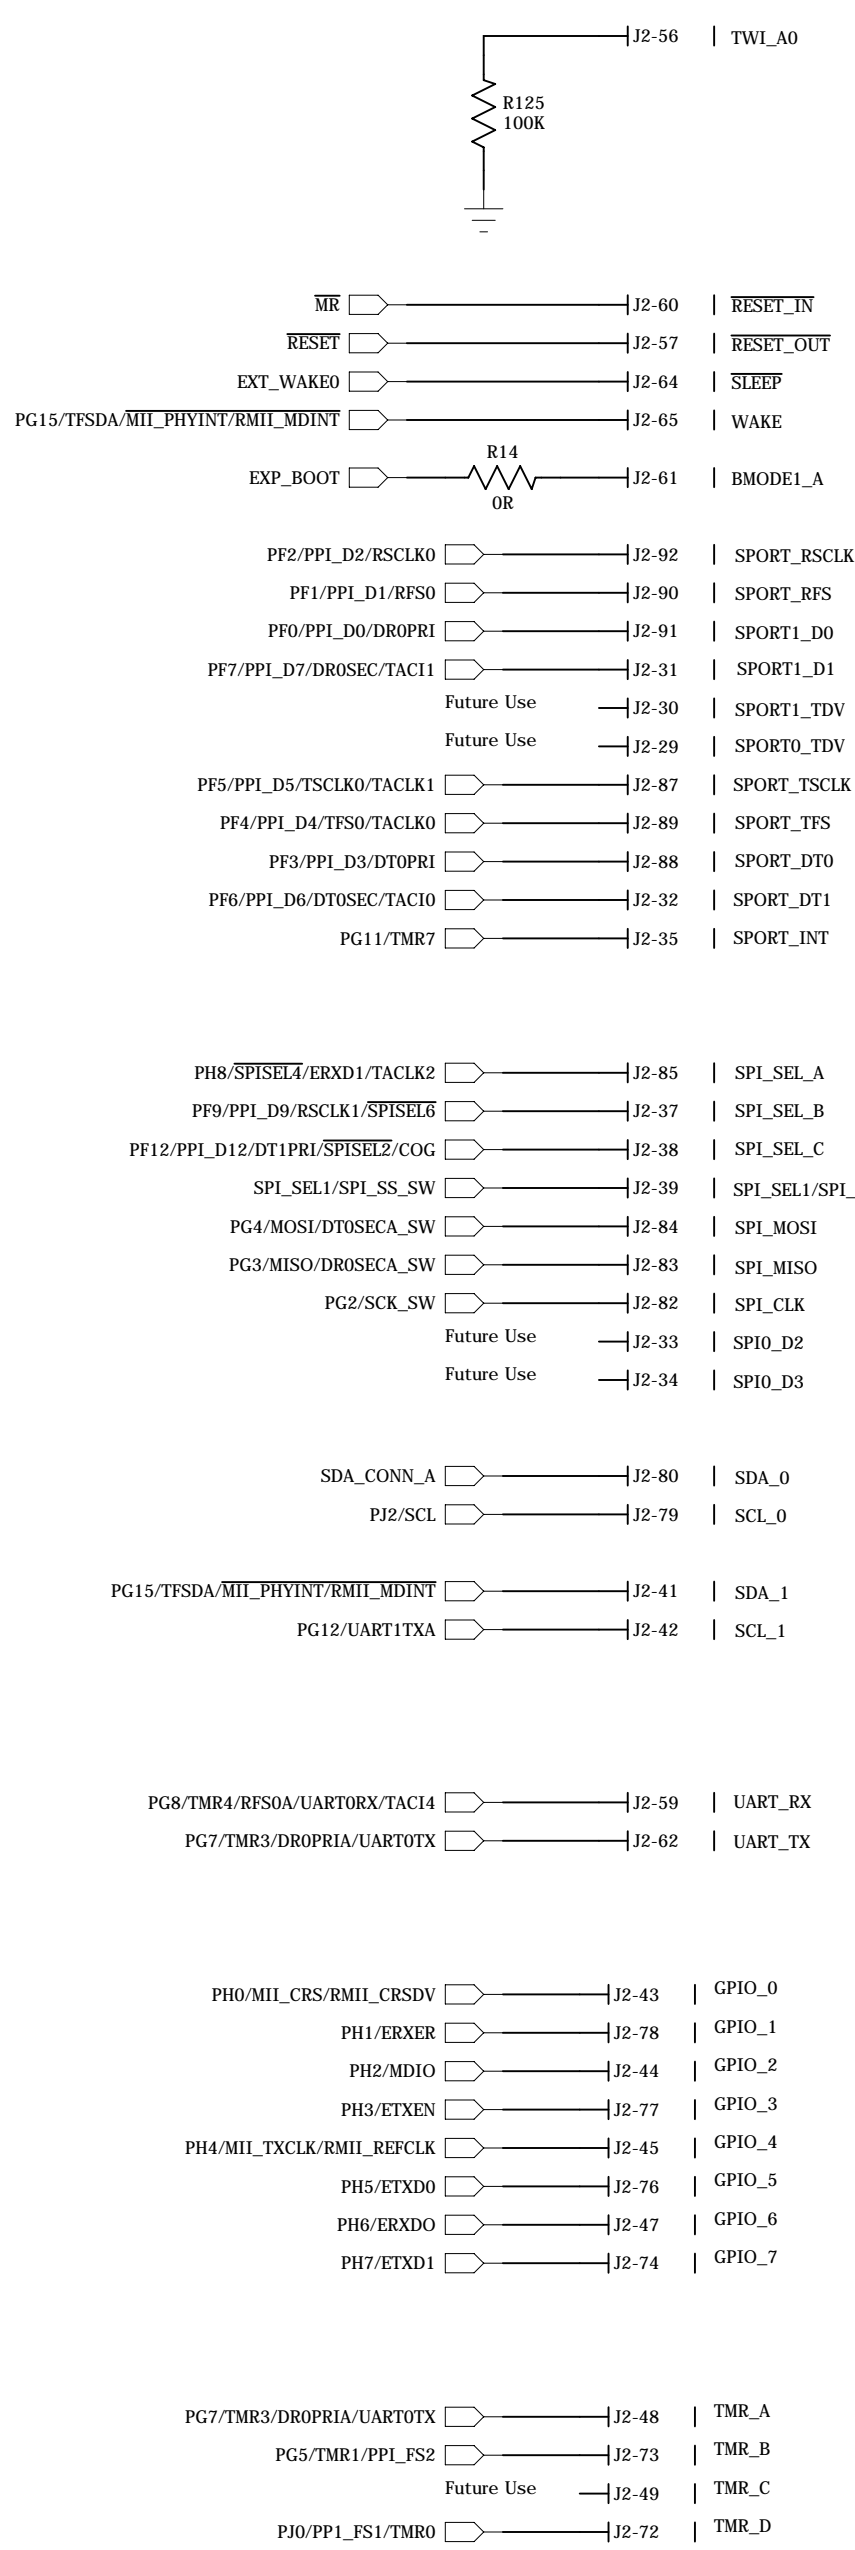 J2-56 | TWI_A0
R125
100K
MR J2-60 | RESET_IN
RESET J2-57 | RESET_OUT
EXT_WAKE0 J2-64 | SLEEP
PG15/TFSDA/MII_PHYINT/RMII_MDINT J2-65 | WAKE
R14
EXP_BOOT J2-61 | BMODE1_A
0R
PF2/PPI_D2/RSCLK0 J2-92 | SPORT_RSCLK
PF1/PPI_D1/RFS0 J2-90 | SPORT_RFS
PF0/PPI_D0/DR0PRI J2-91 | SPORT1_D0
PF7/PPI_D7/DR0SEC/TACI1 J2-31 | SPORT1_D1
Future Use J2-30 | SPORT1_TDV
Future Use J2-29 | SPORT0_TDV
PF5/PPI_D5/TSCLK0/TACLK1 J2-87 | SPORT_TSCLK
PF4/PPI_D4/TFS0/TACLK0 J2-89 | SPORT_TFS
PF3/PPI_D3/DT0PRI J2-88 | SPORT_DT0
PF6/PPI_D6/DT0SEC/TACI0 J2-32 | SPORT_DT1
PG11/TMR7 J2-35 | SPORT_INT
PH8/SPISEL4/ERXD1/TACLK2 J2-85 | SPI_SEL_A
PF9/PPI_D9/RSCLK1/SPISEL6 J2-37 | SPI_SEL_B
PF12/PPI_D12/DT1PRI/SPISEL2/COG J2-38 | SPI_SEL_C
SPI_SEL1/SPI_SS_SW J2-39 | SPI_SEL1/SPI_
PG4/MOSI/DT0SECA_SW J2-84 | SPI_MOSI
PG3/MISO/DR0SECA_SW J2-83 | SPI_MISO
PG2/SCK_SW J2-82 | SPI_CLK
Future Use J2-33 | SPI0_D2
Future Use J2-34 | SPI0_D3
SDA_CONN_A J2-80 | SDA_0
PJ2/SCL J2-79 | SCL_0
PG15/TFSDA/MII_PHYINT/RMII_MDINT J2-41 | SDA_1
PG12/UART1TXA J2-42 | SCL_1
PG8/TMR4/RFS0A/UART0RX/TACI4 J2-59 | UART_RX
PG7/TMR3/DR0PRIA/UART0TX J2-62 | UART_TX
PH0/MII_CRS/RMII_CRSDV J2-43 | GPIO_0
PH1/ERXER J2-78 | GPIO_1
PH2/MDIO J2-44 | GPIO_2
PH3/ETXEN J2-77 | GPIO_3
PH4/MII_TXCLK/RMII_REFCLK J2-45 | GPIO_4
PH5/ETXD0 J2-76 | GPIO_5
PH6/ERXDO J2-47 | GPIO_6
PH7/ETXD1 J2-74 | GPIO_7
PG7/TMR3/DR0PRIA/UART0TX J2-48 | TMR_A
PG5/TMR1/PPI_FS2 J2-73 | TMR_B
Future Use J2-49 | TMR_C
PJ0/PP1_FS1/TMR0 J2-72 | TMR_D